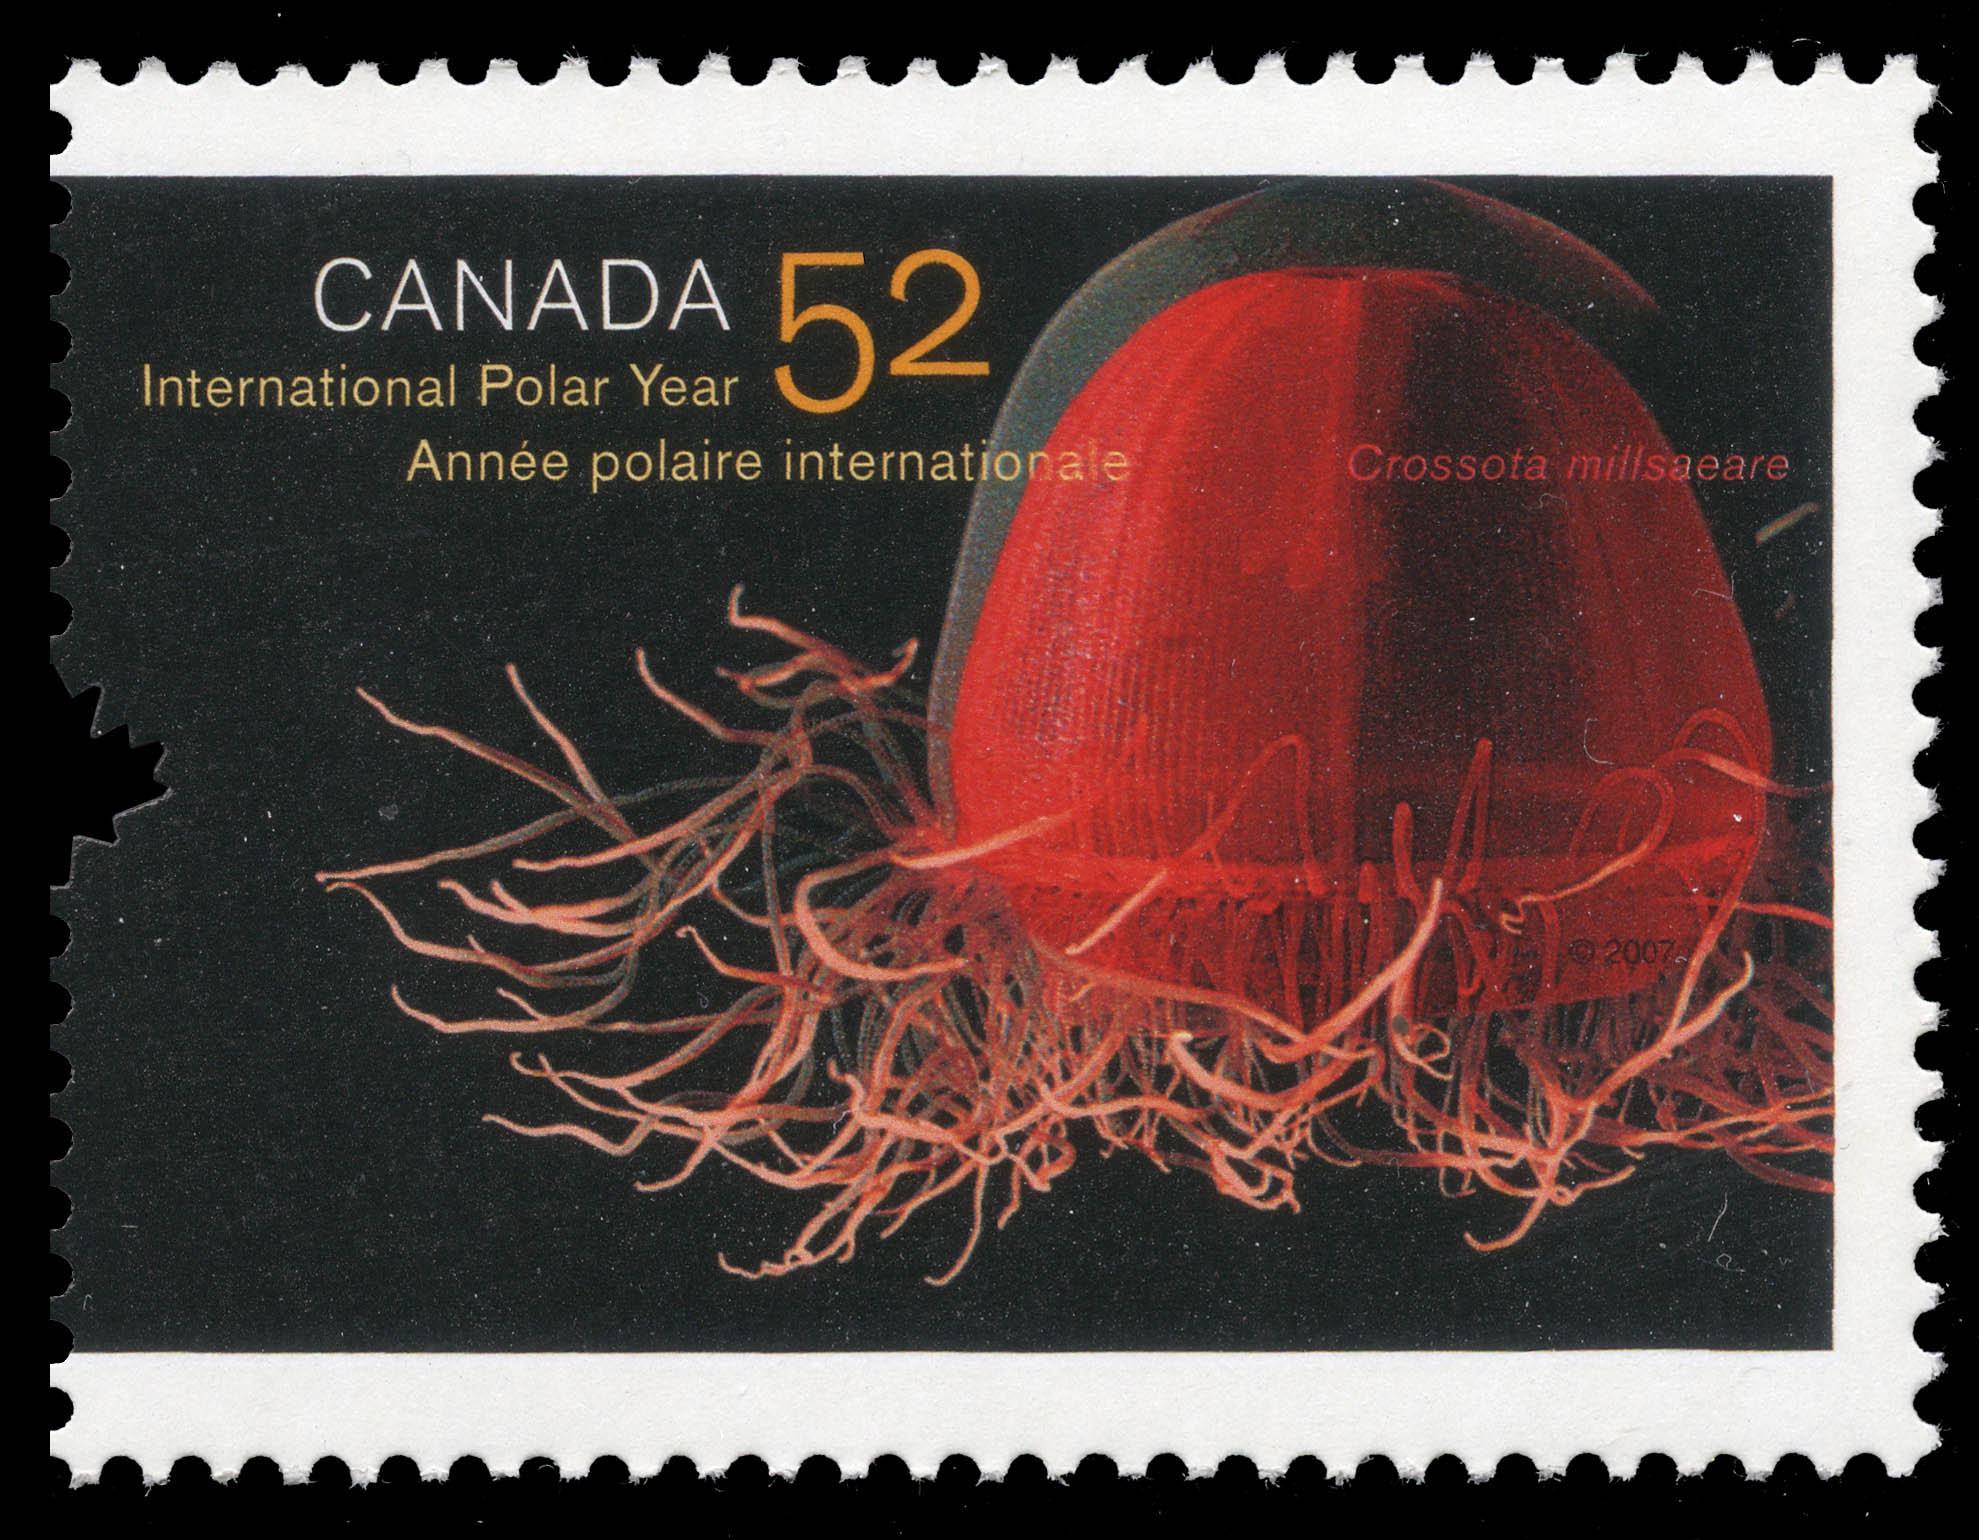 CANADA 52
International Polar Year
Année polaire internationale
Crossota millsaeare
© 2007